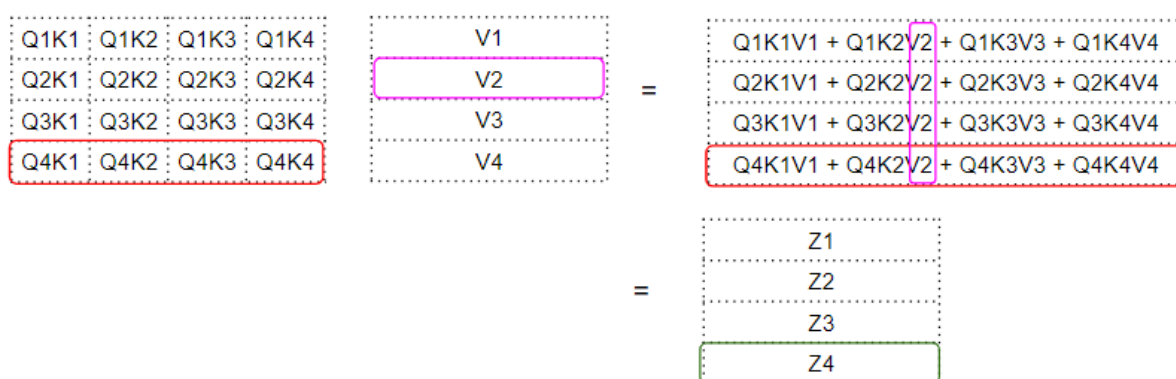 Q1K1 Q1K2 Q1K3 Q1K4 V1 Q1K1V1 + Q1K2V2 + Q1K3V3 + Q1K4V4
Q2K1 Q2K2 Q2K3 Q2K4 V2 = Q2K1V1 + Q2K2V2 + Q2K3V3 + Q2K4V4
Q3K1 Q3K2 Q3K3 Q3K4 V3 Q3K1V1 + Q3K2V2 + Q3K3V3 + Q3K4V4
Q4K1 Q4K2 Q4K3 Q4K4 V4 Q4K1V1 + Q4K2V2 + Q4K3V3 + Q4K4V4
Z1
= Z2
Z3
Z4